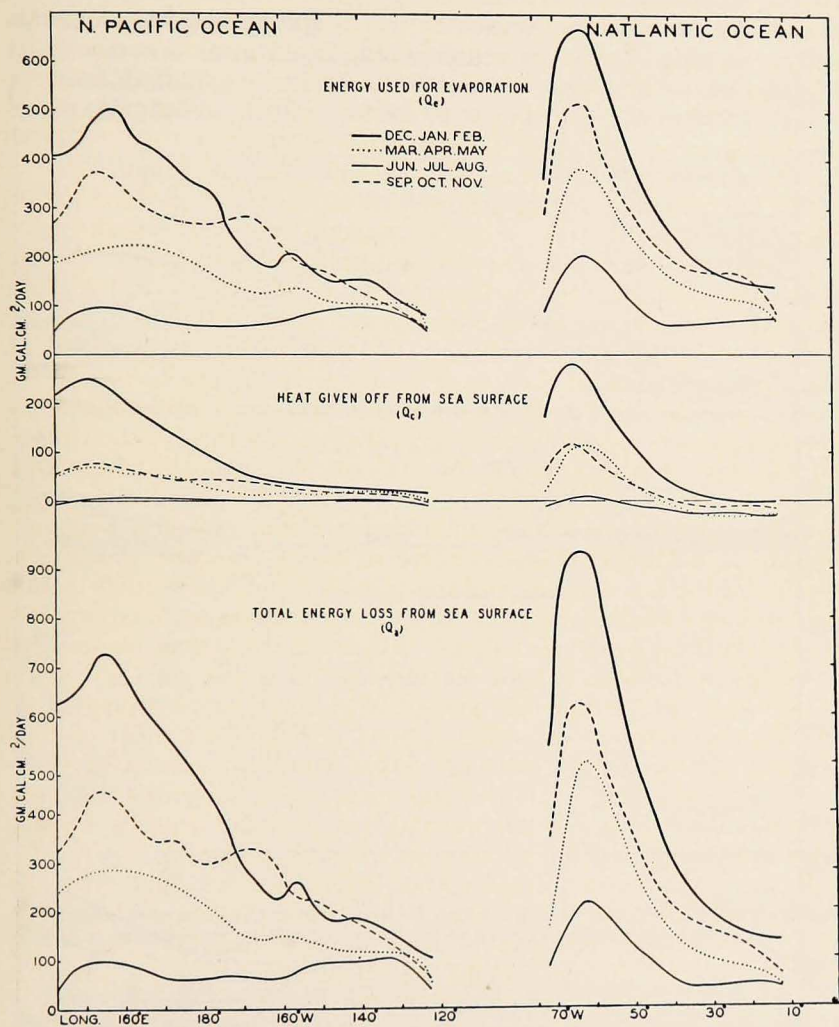 N. PACIFIC OCEAN
N.ATLANTIC OCEAN
ENERGY USED FOR EVAPORATION
(Qe)
DEC. JAN. FEB.
MAR. APR. MAY
JUN. JUL. AUG.
SEP. OCT. NOV.
600
500
400
300
200
100
0
GM. CAL. CM. ²/DAY
HEAT GIVEN OFF FROM SEA SURFACE
(Qc)
200
100
0
TOTAL ENERGY LOSS FROM SEA SURFACE
(Qa)
900
800
700
600
500
400
300
200
100
0
GM. CAL. CM. ²/DAY
LONG. 160°E 180° 160°W 140° 120° 70°W 50° 30° 10°